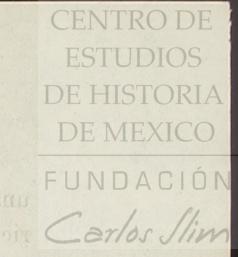 CENTRO DE
ESTUDIOS
DE HISTORIA
DE MEXICO
FUNDACIÓN
Carlos Slim